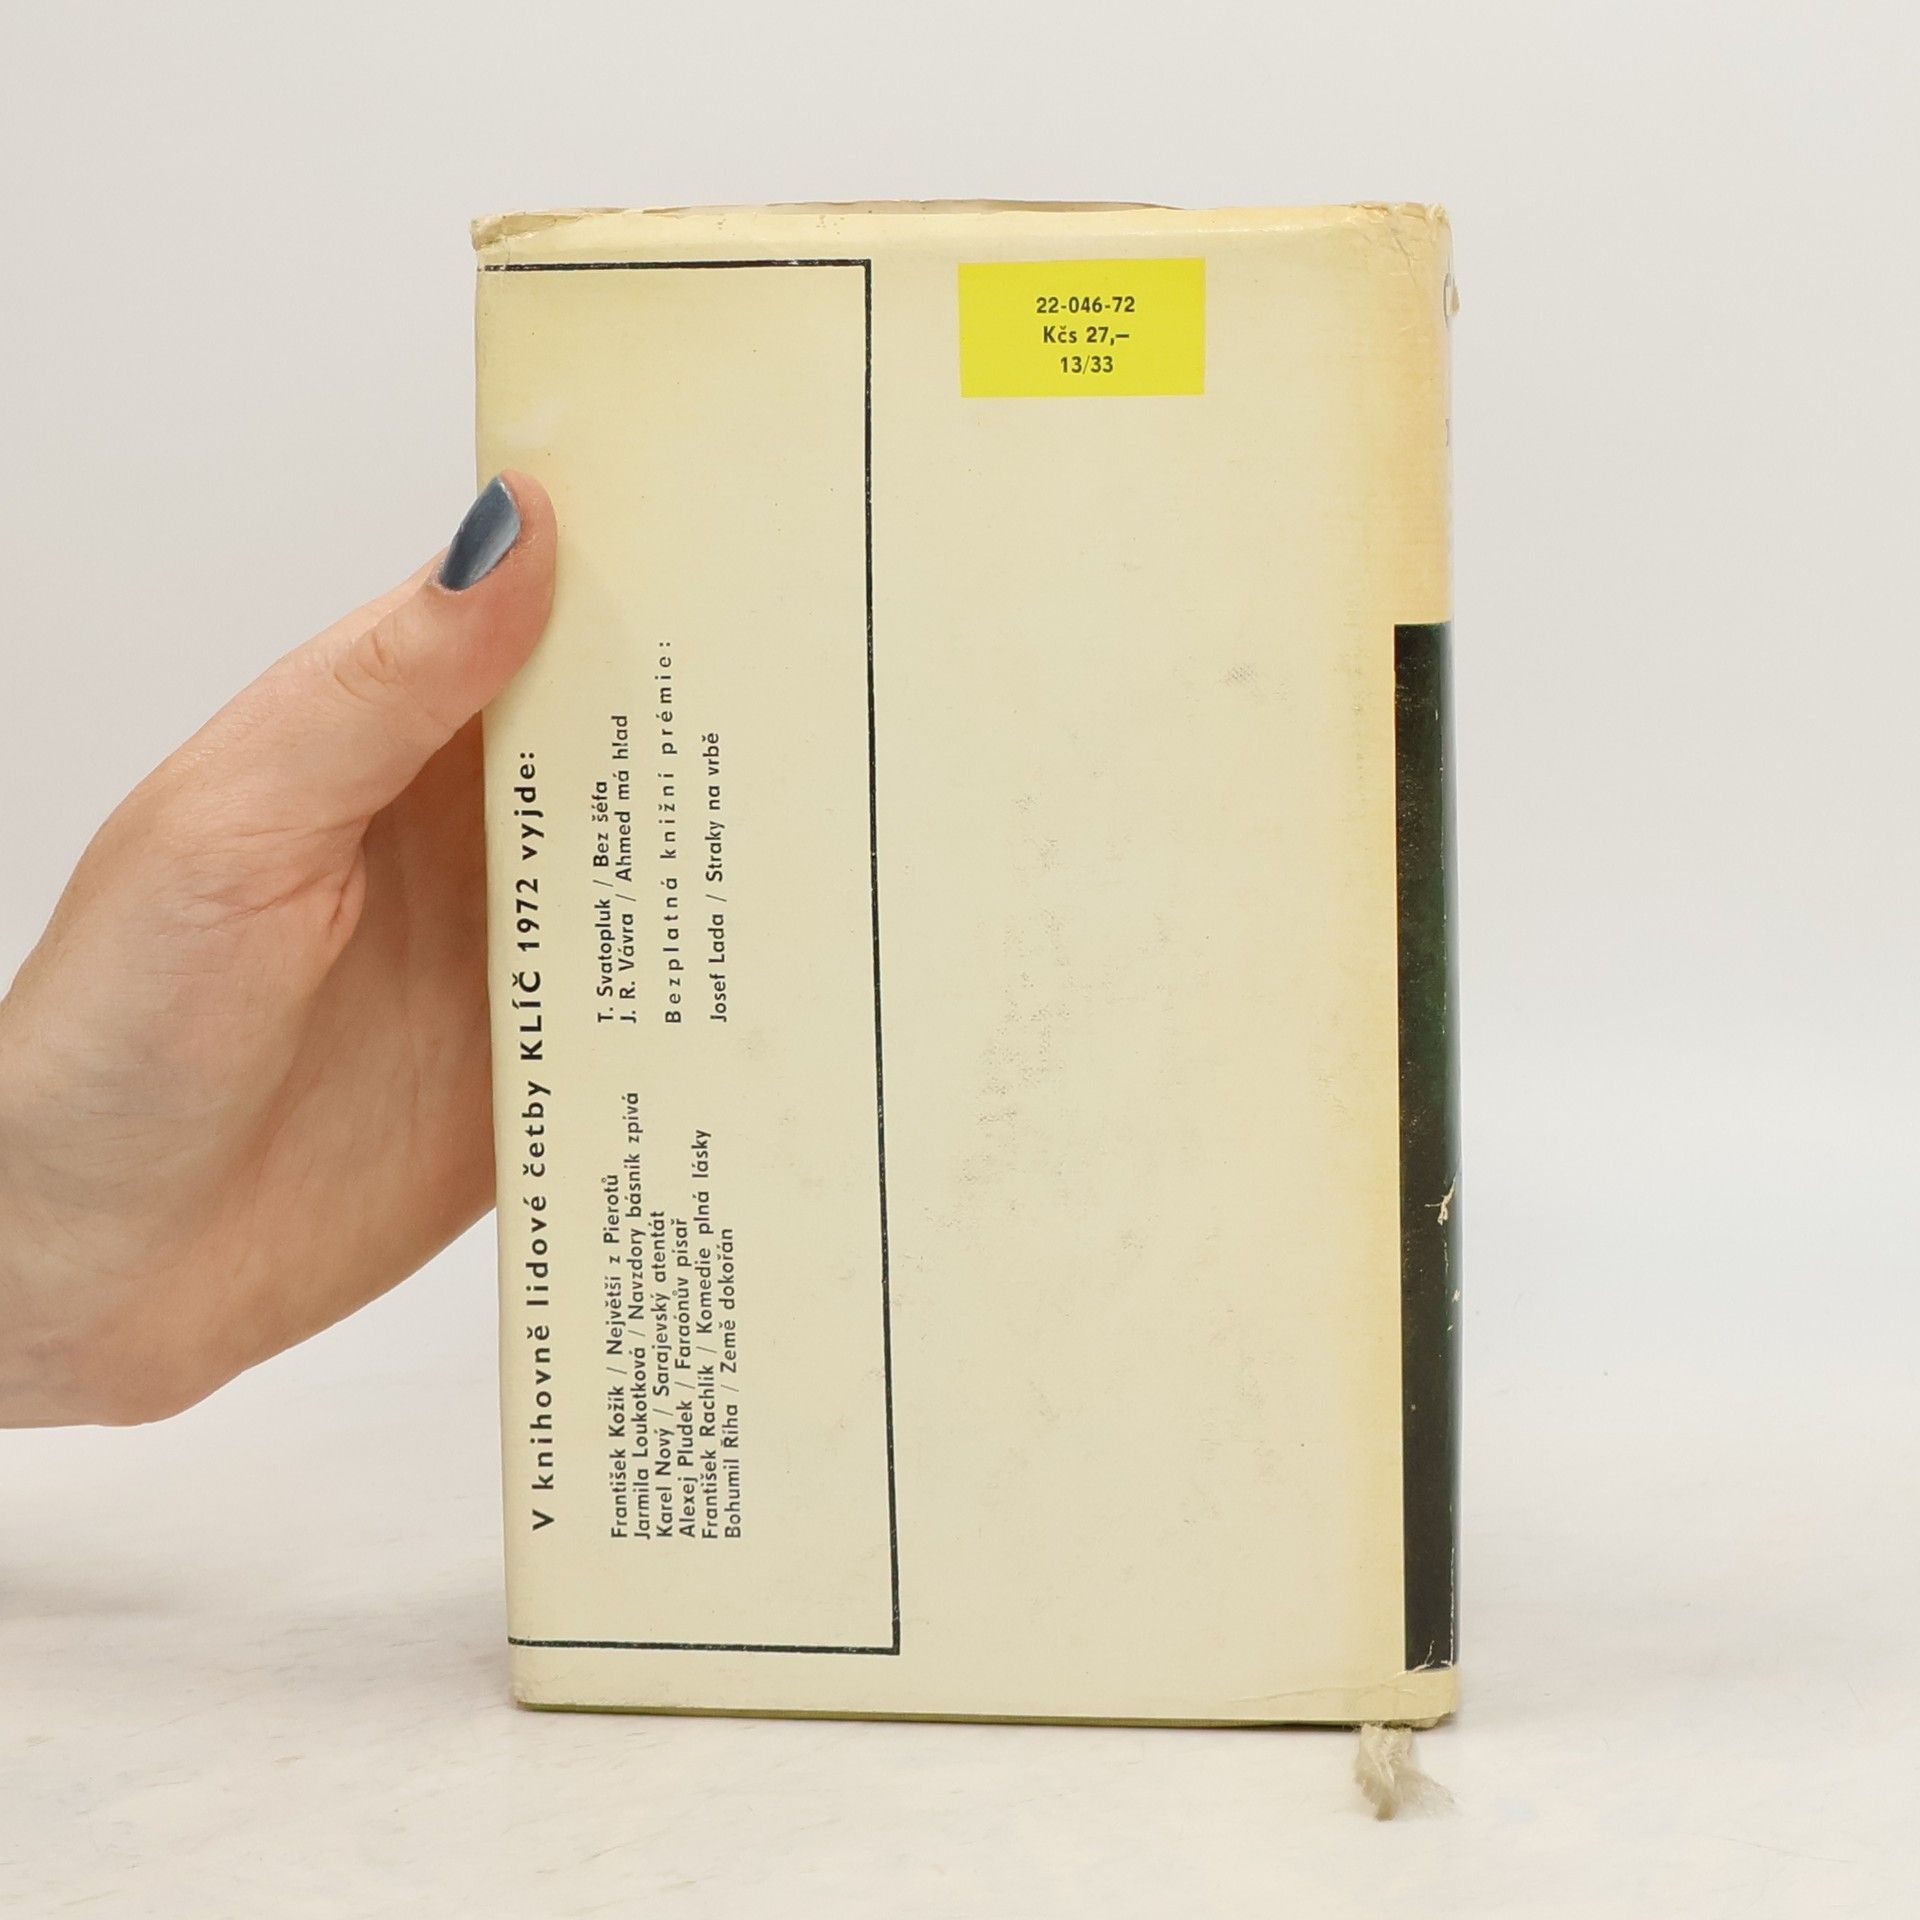 22-046-72
Kčs 27,—
13/33
V knihovně lidové četby KLÍČ 1972 vyjde:
František Kožík / Největší z Pierotů
Jarmila Loukotková / Navzdory básník zpívá
Karel Nový / Sarajevský atentát
Alexej Pludek / Faraónův písař
František Rachlík / Komedie plná lásky
Bohumil Říha / Země dokořán
T. Svatopluk / Bez šéfa
J. R. Vávra / Ahmed má hlad
Bezplatná knižní prémie:
Josef Lada / Straky na vrbě